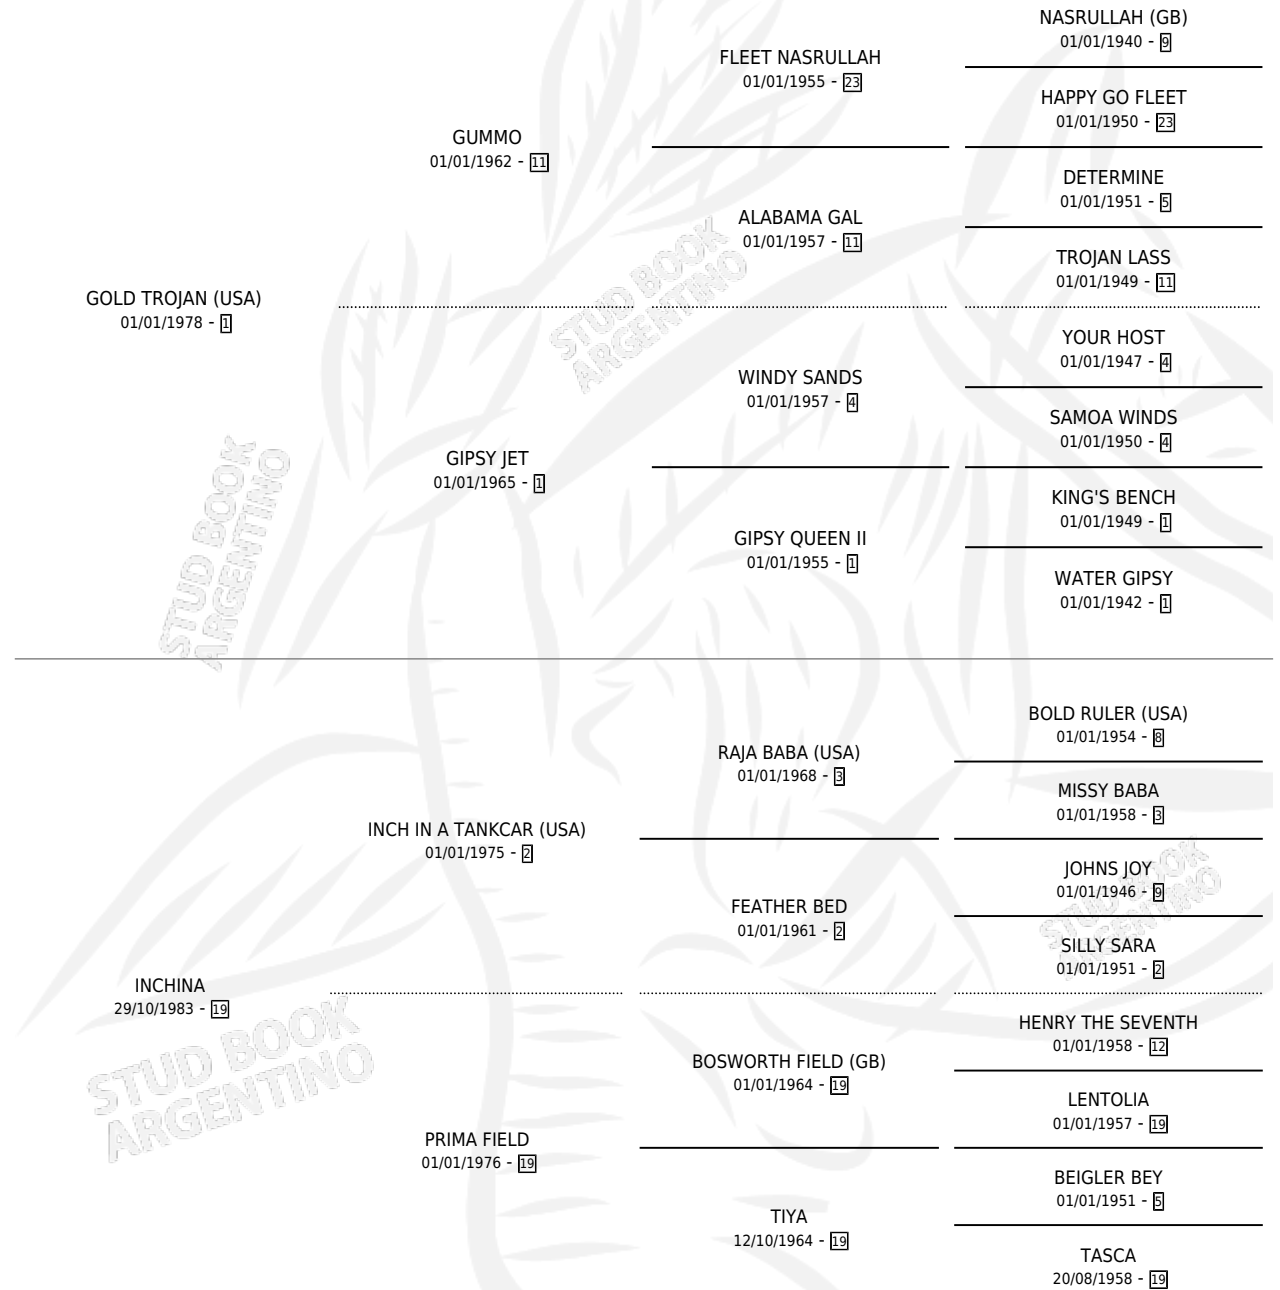 NASRULLAH (GB)
01/01/1940 - 9
FLEET NASRULLAH
01/01/1955 - 23
HAPPY GO FLEET
01/01/1950 - 23
GUMMO
01/01/1962 - 11
DETERMINE
01/01/1951 - 5
ALABAMA GAL
01/01/1957 - 11
TROJAN LASS
01/01/1949 - 11
GOLD TROJAN (USA)
01/01/1978 - 1
YOUR HOST
01/01/1947 - 4
WINDY SANDS
01/01/1957 - 4
SAMOA WINDS
01/01/1950 - 4
GIPSY JET
01/01/1965 - 1
KING'S BENCH
01/01/1949 - 1
GIPSY QUEEN II
01/01/1955 - 1
WATER GIPSY
01/01/1942 - 1
BOLD RULER (USA)
01/01/1954 - 8
RAJA BABA (USA)
01/01/1968 - 3
MISSY BABA
01/01/1958 - 3
INCH IN A TANKCAR (USA)
01/01/1975 - 2
JOHNS JOY
01/01/1946 - 9
FEATHER BED
01/01/1961 - 2
SILLY SARA
01/01/1951 - 2
INCHINA
29/10/1983 - 19
HENRY THE SEVENTH
01/01/1958 - 12
BOSWORTH FIELD (GB)
01/01/1964 - 19
LENTOLIA
01/01/1957 - 19
PRIMA FIELD
01/01/1976 - 19
BEIGLER BEY
01/01/1951 - 5
TIYA
12/10/1964 - 19
TASCA
20/08/1958 - 19
STUD BOOK
ARGENTINO
STUD BOOK
ARGENTINO
STUD BOOK
ARGENTINO
STUD BOOK
ARGENTINO